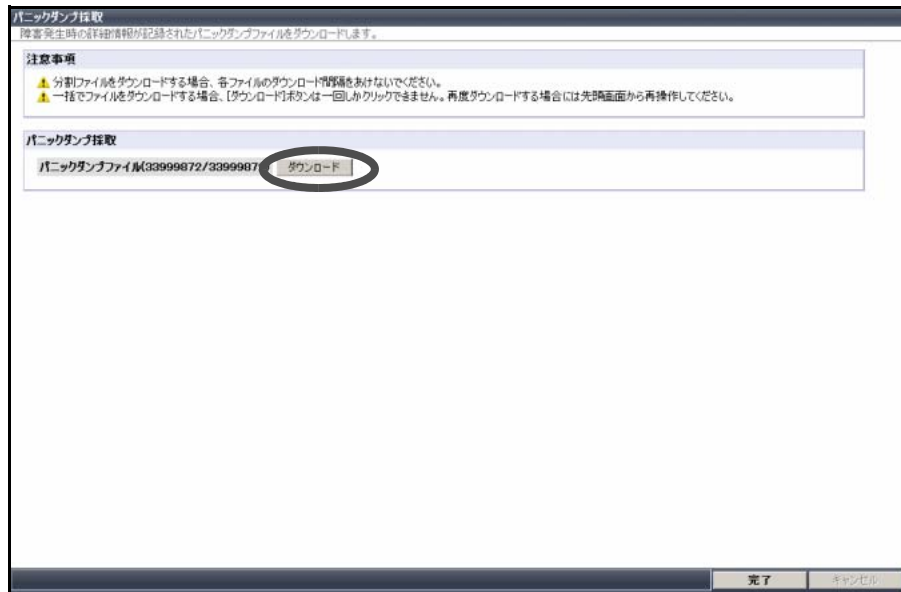 パニックダンプ採取
障害発生時の詳細情報が記録されたパニックダンプファイルをダウンロードします。
注意事項
分割ファイルをダウンロードする場合、各ファイルのダウンロード間隔をあけないでください。
一括でファイルをダウンロードする場合、[ダウンロード]ボタンは一回しかクリックできません。再度ダウンロードする場合には先頭画面から再操作してください。
パニックダンプ採取
パニックダンプファイル(33999872/3399987 ダウンロード
完了 キャンセル